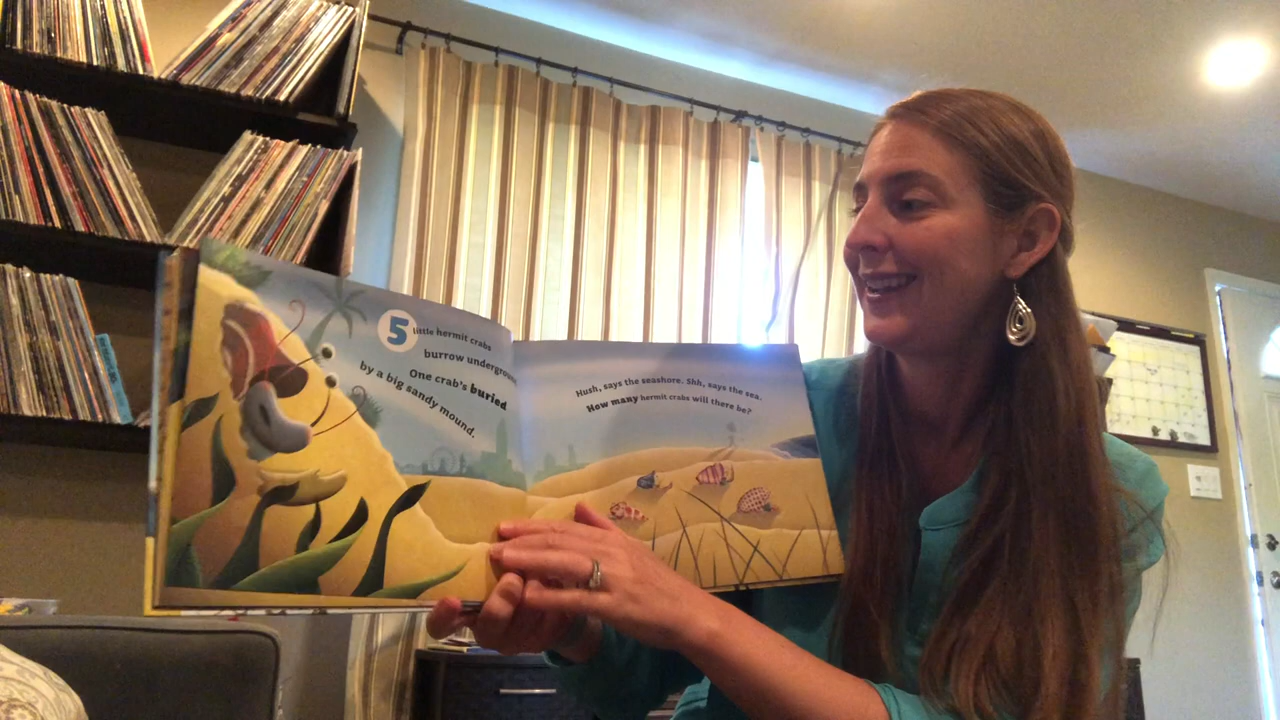 5 little hermit crabs
burrow underground
One crab's buried
by a big sandy mound.
Hush, says the seashore. Shh, says the sea.
How many hermit crabs will there be?